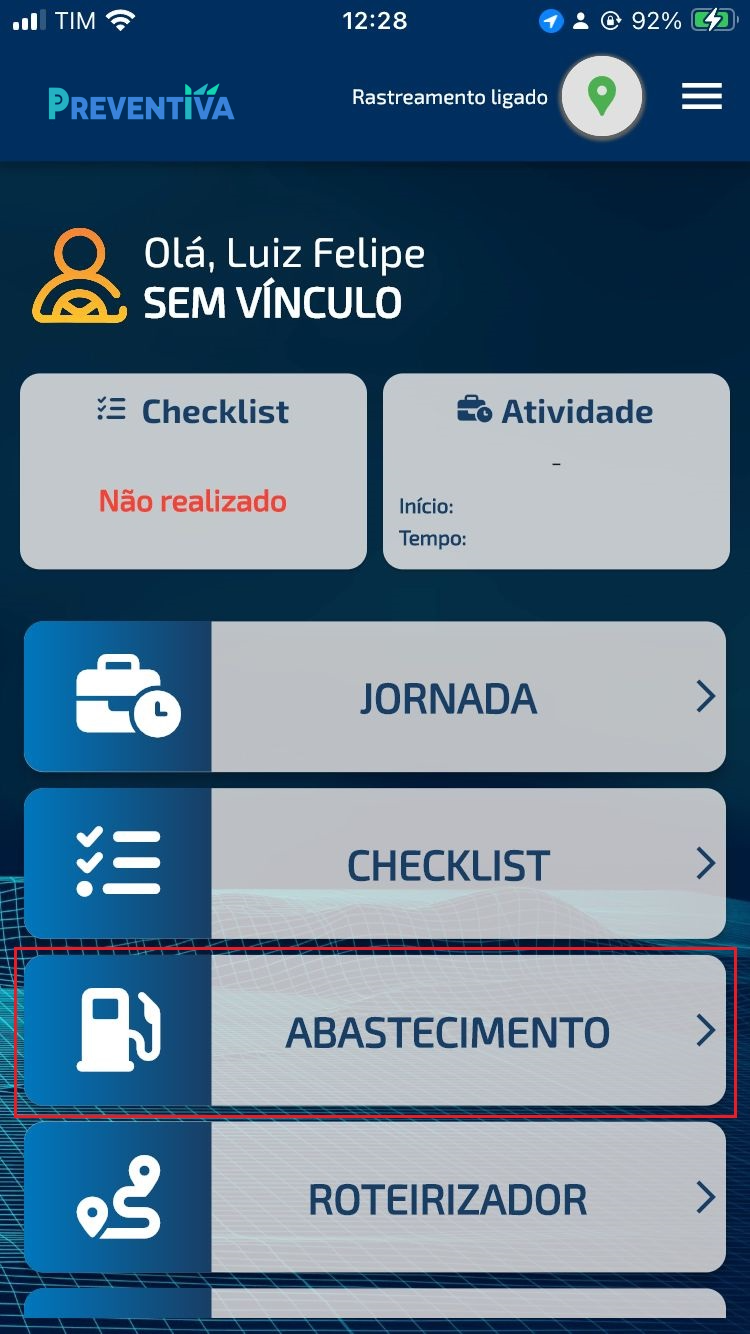 TIM 12:28 92%
PREVENTIVA Rastreamento ligado
Olá, Luiz Felipe
SEM VÍNCULO
Checklist
Não realizado
Atividade
-
Início:
Tempo:
JORNADA
CHECKLIST
ABASTECIMENTO
ROTEIRIZADOR